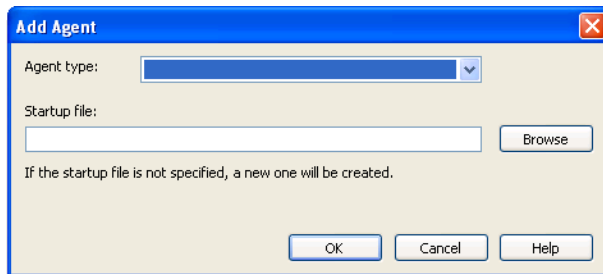 Add Agent
Agent type:
Startup file:
Browse
If the startup file is not specified, a new one will be created.
OK Cancel Help